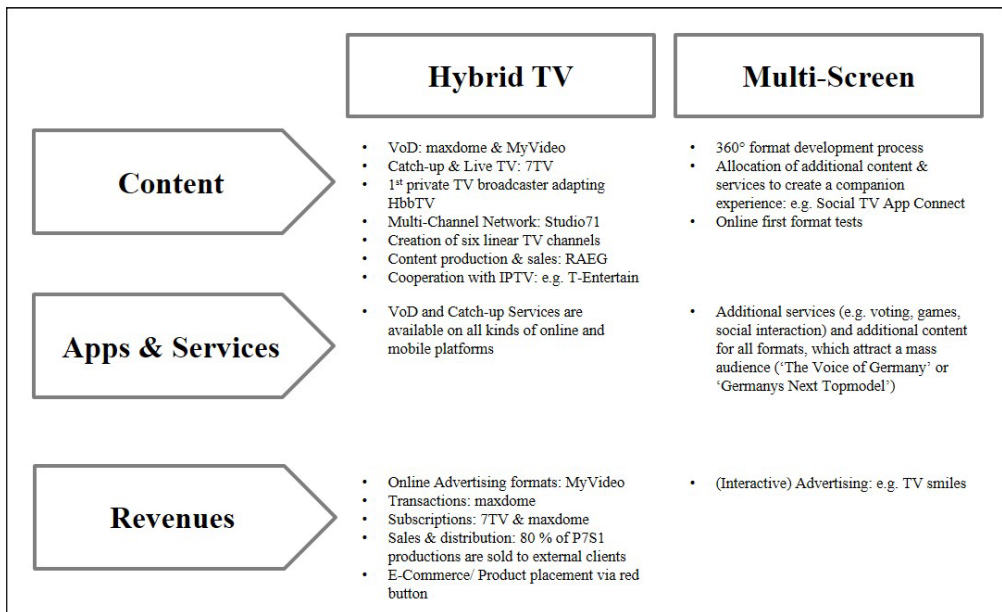 Hybrid TV
Multi-Screen
Content
• VoD: maxdome & MyVideo
• Catch-up & Live TV: 7TV
• 1st private TV broadcaster adapting
HbbTV
• Multi-Channel Network: Studio71
• Creation of six linear TV channels
• Content production & sales: RAEG
• Cooperation with IPTV: e.g. T-Entertain
• 360° format development process
• Allocation of additional content &
services to create a companion
experience: e.g. Social TV App Connect
• Online first format tests
Apps & Services
• VoD and Catch-up Services are
available on all kinds of online and
mobile platforms
• Additional services (e.g. voting, games,
social interaction) and additional content
for all formats, which attract a mass
audience (‘The Voice of Germany’ or
‘Germanys Next Topmodel’)
Revenues
• Online Advertising formats: MyVideo
• Transactions: maxdome
• Subscriptions: 7TV & maxdome
• Sales & distribution: 80 % of P7S1
productions are sold to external clients
• E-Commerce/ Product placement via red
button
• (Interactive) Advertising: e.g. TV smiles